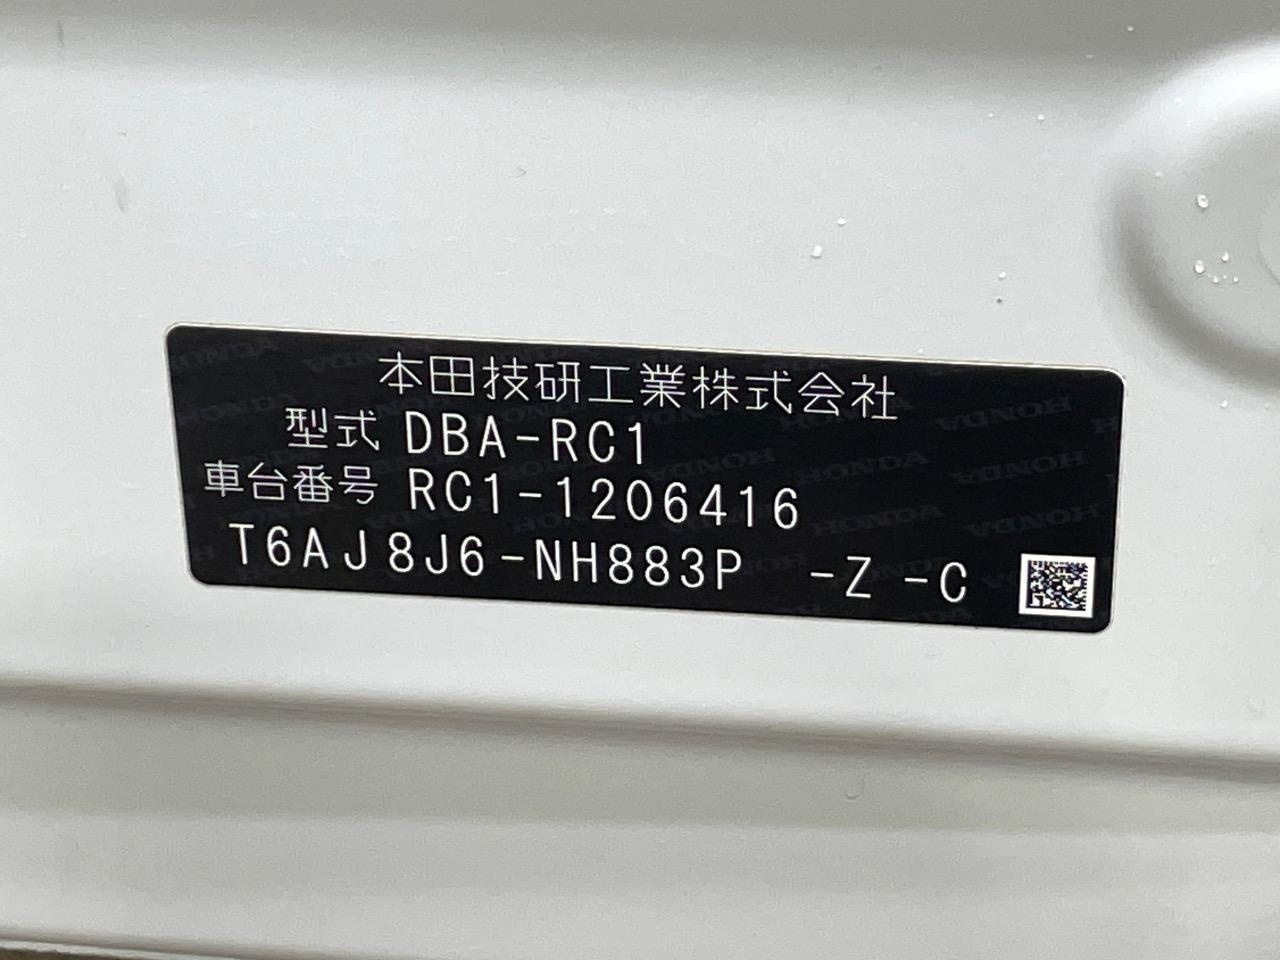 本田技研工業株式会社
型式 DBA-RC1
車台番号 RC1-1206416
T6AJ8J6-NH883P -Z -C